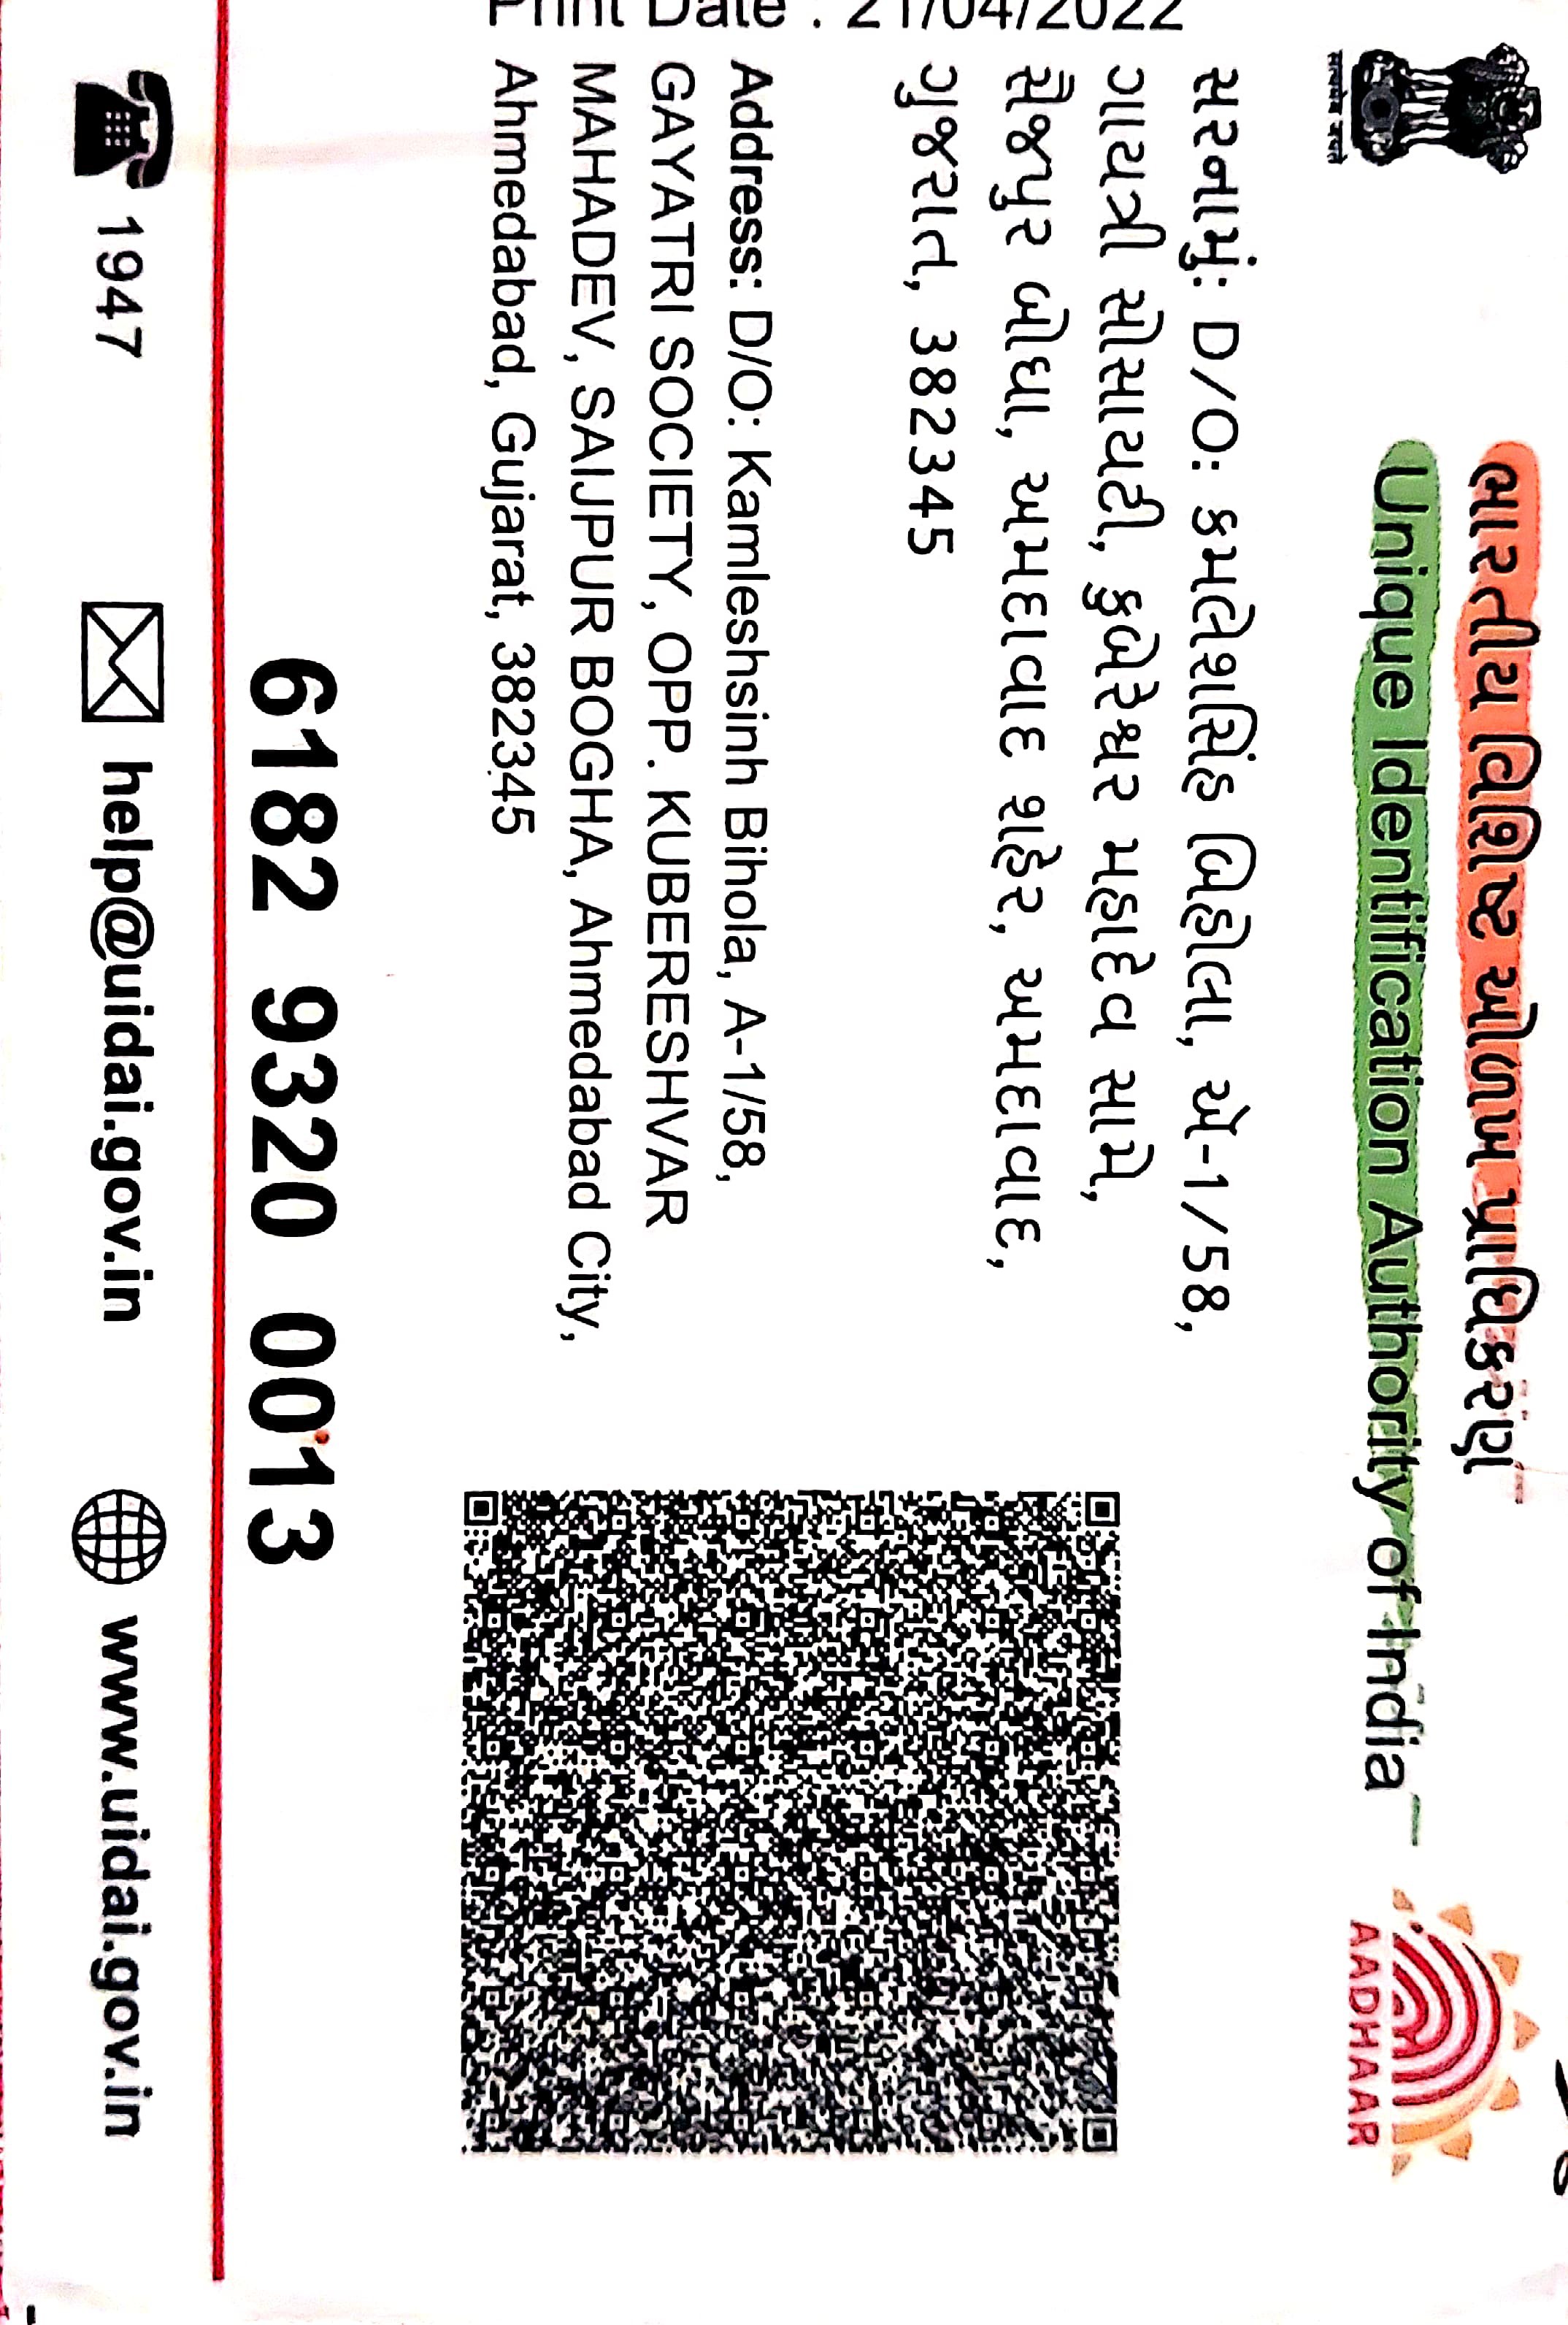 Print Date : 21/04/2022
सत्यमेव जयते
ભારતીય વિશિષ્ટ ઓળખ પ્રાધિકરણ
Unique Identification Authority of India
AADHAAR
સરનામું: D/O: કમલેશસિંહ બિહોલા, એ-1/58,
ગાયત્રી સોસાયટી, કુબેરેશ્વર મહાદેવ સામે,
સૈજપુર બોઘા, અમદાવાદ શહેર, અમદાવાદ,
ગુજરાત, 382345
Address: D/O: Kamleshsinh Bihola, A-1/58,
GAYATRI SOCIETY, OPP. KUBERESHVAR
MAHADEV, SAIJPUR BOGHA, Ahmedabad City,
Ahmedabad, Gujarat, 382345
6182 9320 0013
1947
help@uidai.gov.in
www.uidai.gov.in